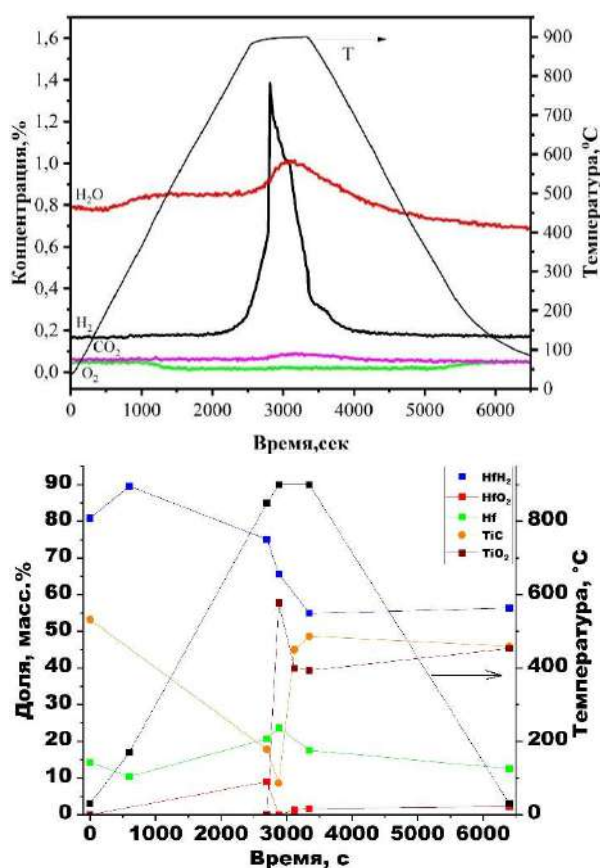 1,6
1,4
1,2
1,0
0,8
0,6
0,4
0,2
0,0
Концентрация,%
T
H₂O
H₂
CO₂
O₂
900
800
700
600
500
400
300
200
100
0
Температура,⁰C
0 1000 2000 3000 4000 5000 6000
Время,сек
90
80
70
60
50
40
30
20
10
0
Доля, масс.%
HfH₂
HfO₂
Hf
TiC
TiO₂
800
600
400
200
0
Температура, °C
0 1000 2000 3000 4000 5000 6000
Время, с